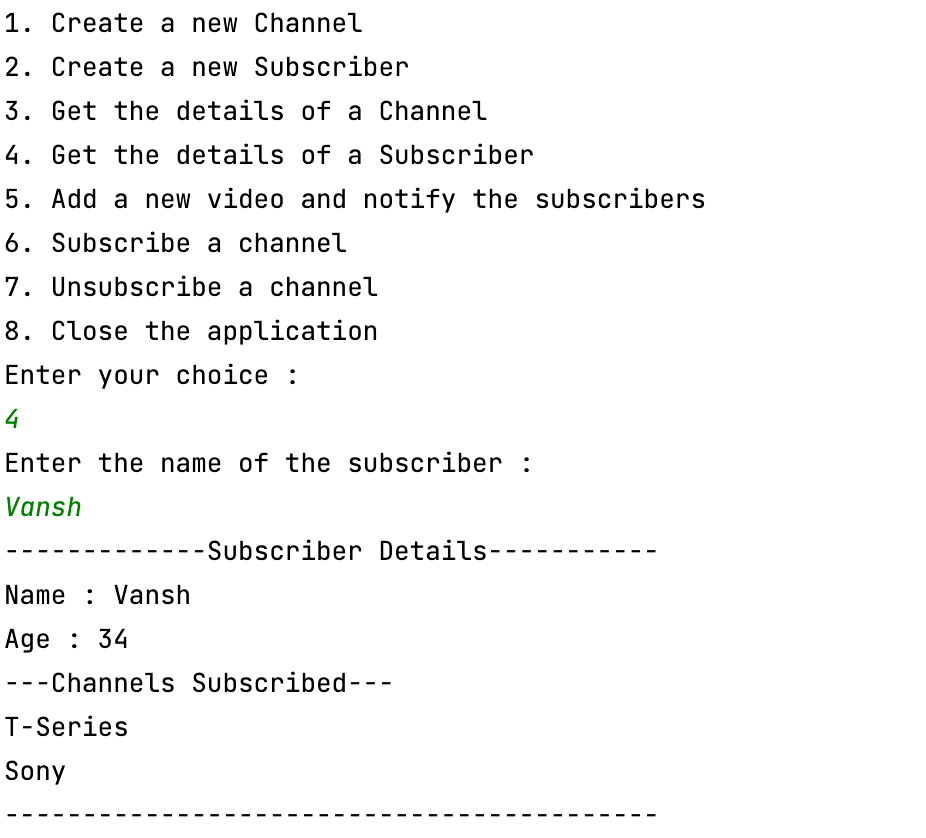 1. Create a new Channel
2. Create a new Subscriber
3. Get the details of a Channel
4. Get the details of a Subscriber
5. Add a new video and notify the subscribers
6. Subscribe a channel
7. Unsubscribe a channel
8. Close the application
Enter your choice :
4
Enter the name of the subscriber :
Vansh
-------------Subscriber Details-----------
Name : Vansh
Age : 34
---Channels Subscribed---
T-Series
Sony
------------------------------------------